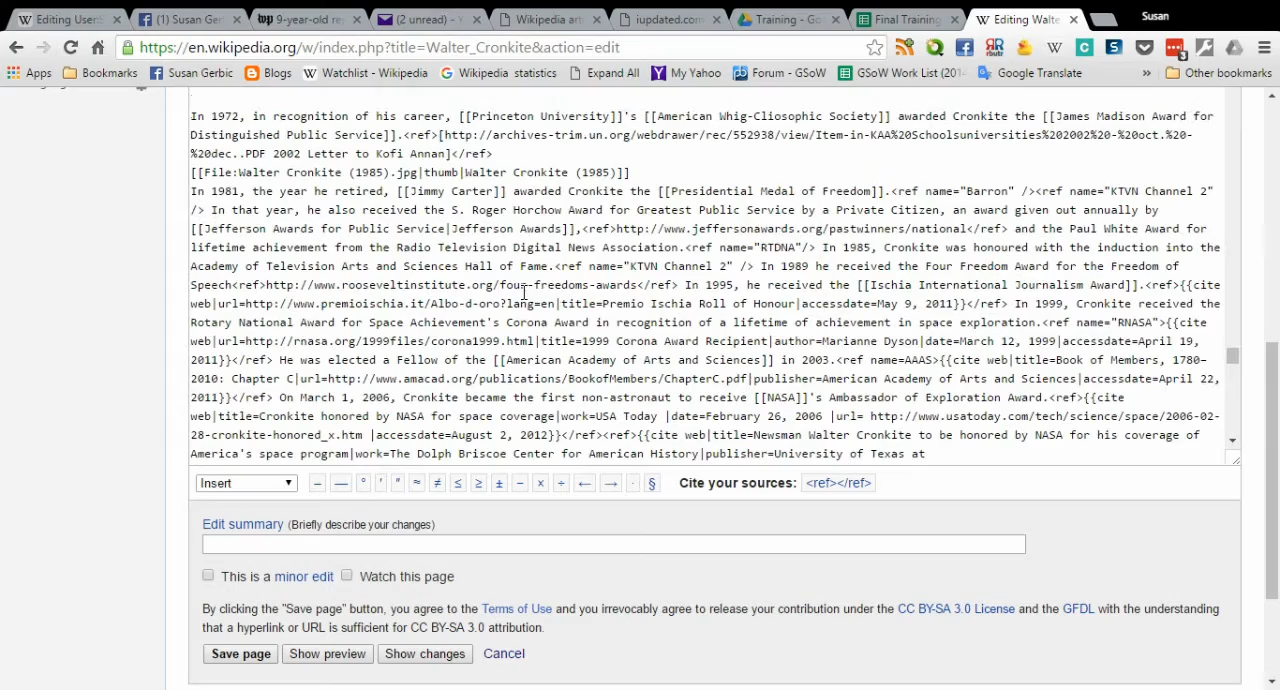 Editing UserS
(1) Susan Ger
9-year-old re
(2 unread) - Y
Wikipedia art
iupdated.com
Training - Go
Final Training
Editing Walte
Susan
https://en.wikipedia.org/w/index.php?title=Walter_Cronkite&action=edit
Apps Bookmarks Susan Gerbic Blogs Watchlist - Wikipedia Wikipedia statistics Expand All My Yahoo Forum - GSoW GSoW Work List (201 Google Translate » Other bookmarks
In 1972, in recognition of his career, [[Princeton University]]'s [[American Whig-Cliosophic Society]] awarded Cronkite the [[James Madison Award for
Distinguished Public Service]].<ref>[http://archives-trim.un.org/webdrawer/rec/552938/view/Item-in-KAA%20Schoolsuniversities%202002%20-%20oct.%20-
%20dec..PDF 2002 Letter to Kofi Annan]</ref>
[[File:Walter Cronkite (1985).jpg|thumb|Walter Cronkite (1985)]]
In 1981, the year he retired, [[Jimmy Carter]] awarded Cronkite the [[Presidential Medal of Freedom]].<ref name="Barron" /><ref name="KTVN Channel 2"
/> In that year, he also received the S. Roger Horchow Award for Greatest Public Service by a Private Citizen, an award given out annually by
[[Jefferson Awards for Public Service|Jefferson Awards]],<ref>http://www.jeffersonawards.org/pastwinners/national</ref> and the Paul White Award for
lifetime achievement from the Radio Television Digital News Association.<ref name="RTDNA"/> In 1985, Cronkite was honoured with the induction into the
Academy of Television Arts and Sciences Hall of Fame.<ref name="KTVN Channel 2" /> In 1989 he received the Four Freedom Award for the Freedom of
Speech<ref>http://www.rooseveltinstitute.org/four-freedoms-awards</ref> In 1995, he received the [[Ischia International Journalism Award]].<ref>{{cite
web|url=http://www.premioischia.it/Albo-d-oro?lang=en|title=Premio Ischia Roll of Honour|accessdate=May 9, 2011}}</ref> In 1999, Cronkite received the
Rotary National Award for Space Achievement's Corona Award in recognition of a lifetime of achievement in space exploration.<ref name="RNASA">{{cite
web|url=http://rnasa.org/1999files/corona1999.html|title=1999 Corona Award Recipient|author=Marianne Dyson|date=March 12, 1999|accessdate=April 19,
2011}}</ref> He was elected a Fellow of the [[American Academy of Arts and Sciences]] in 2003.<ref name=AAAS>{{cite web|title=Book of Members, 1780-
2010: Chapter C|url=http://www.amacad.org/publications/BookofMembers/ChapterC.pdf|publisher=American Academy of Arts and Sciences|accessdate=April 22,
2011}}</ref> On March 1, 2006, Cronkite became the first non-astronaut to receive [[NASA]]'s Ambassador of Exploration Award.<ref>{{cite
web|title=Cronkite honored by NASA for space coverage|work=USA Today |date=February 26, 2006 |url= http://www.usatoday.com/tech/science/space/2006-02-
28-cronkite-honored_x.htm |accessdate=August 2, 2012}}</ref><ref>{{cite web|title=Newsman Walter Cronkite to be honored by NASA for his coverage of
America's space program|work=The Dolph Briscoe Center for American History|publisher=University of Texas at
Insert – — ° ′ ″ ≈ ≠ ≤ ≥ ± − × ÷ ← → · § Cite your sources: <ref></ref>
Edit summary (Briefly describe your changes)
This is a minor edit Watch this page
By clicking the "Save page" button, you agree to the Terms of Use and you irrevocably agree to release your contribution under the CC BY-SA 3.0 License and the GFDL with the understanding
that a hyperlink or URL is sufficient for CC BY-SA 3.0 attribution.
Save page Show preview Show changes Cancel